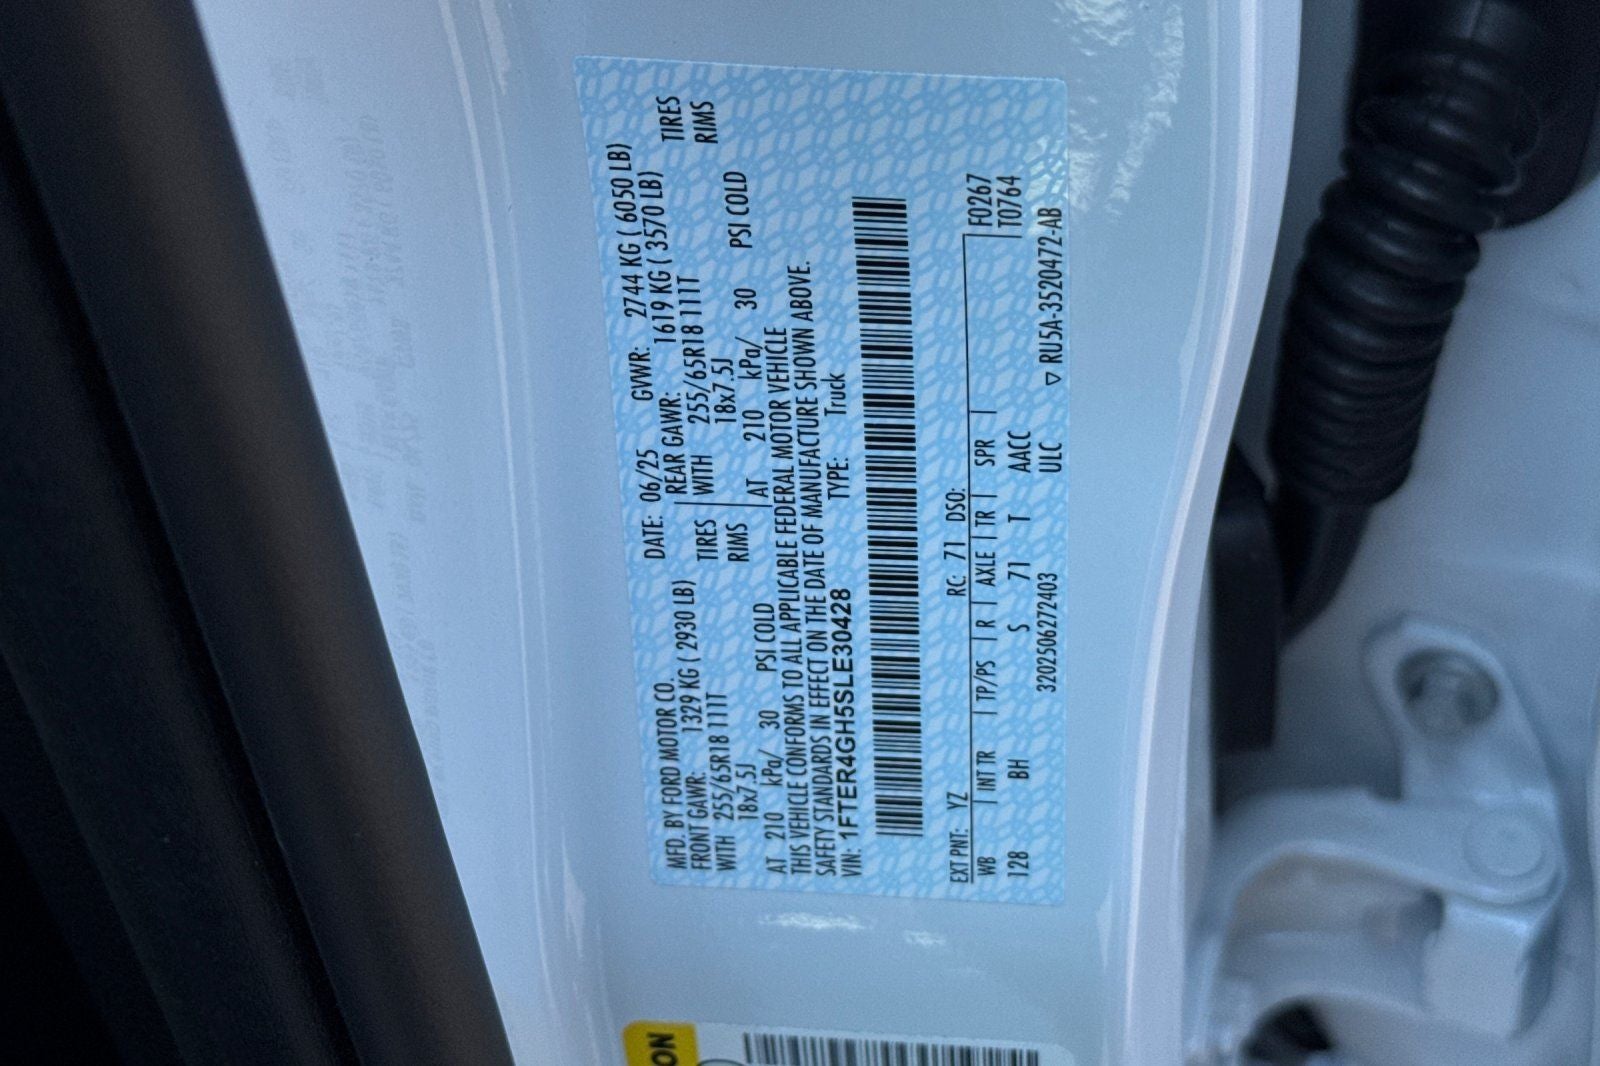 MFD. BY FORD MOTOR CO.
DATE: 06/25 GVWR: 2744 KG ( 6050 LB)
FRONT GAWR: 1329 KG ( 2930 LB)
REAR GAWR: 1619 KG ( 3570 LB)
WITH 255/65R18 111T TIRES
WITH 255/65R18 111T TIRES
18x7.5J RIMS
18x7.5J RIMS
AT 210 kPa/ 30 PSI COLD
AT 210 kPa/ 30 PSI COLD
THIS VEHICLE CONFORMS TO ALL APPLICABLE FEDERAL MOTOR VEHICLE
SAFETY STANDARDS IN EFFECT ON THE DATE OF MANUFACTURE SHOWN ABOVE.
VIN: 1FTER4GH5SLE30428 TYPE: Truck
EXT PNT: YZ RC: 71 DSO: F0267
WB INT TR TP/PS R AXLE TR SPR T0764
128 BH S 71 T AACC
3202506272403 ULC ▽ RU5A-3520472-AB
ON